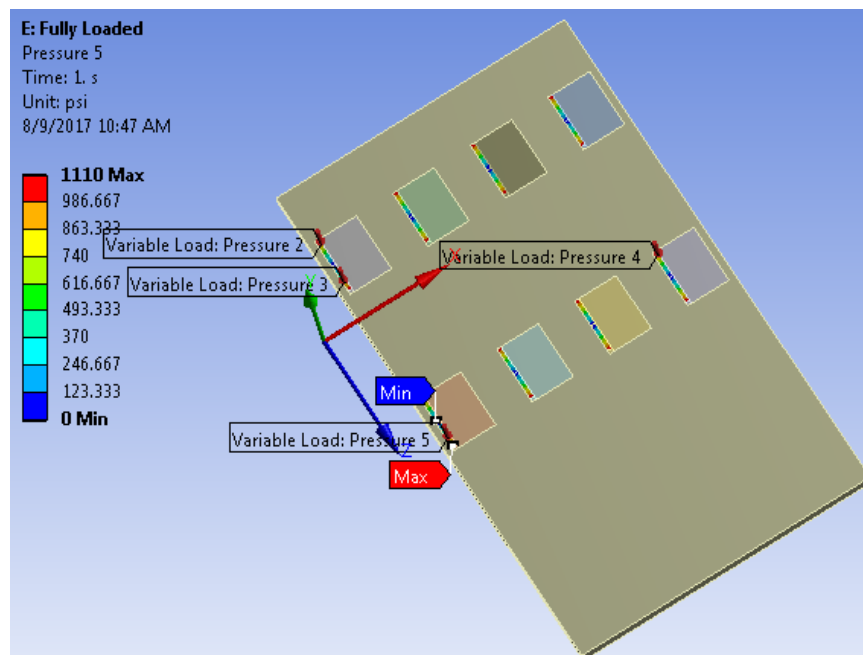 E: Fully Loaded
Pressure 5
Time: 1. s
Unit: psi
8/9/2017 10:47 AM
1110 Max
986.667
863.333
740
616.667
493.333
370
246.667
123.333
0 Min
Variable Load: Pressure 2
Variable Load: Pressure 3
Variable Load: Pressure 4
X
Y
Min
Variable Load: Pressure 5
Z
Max